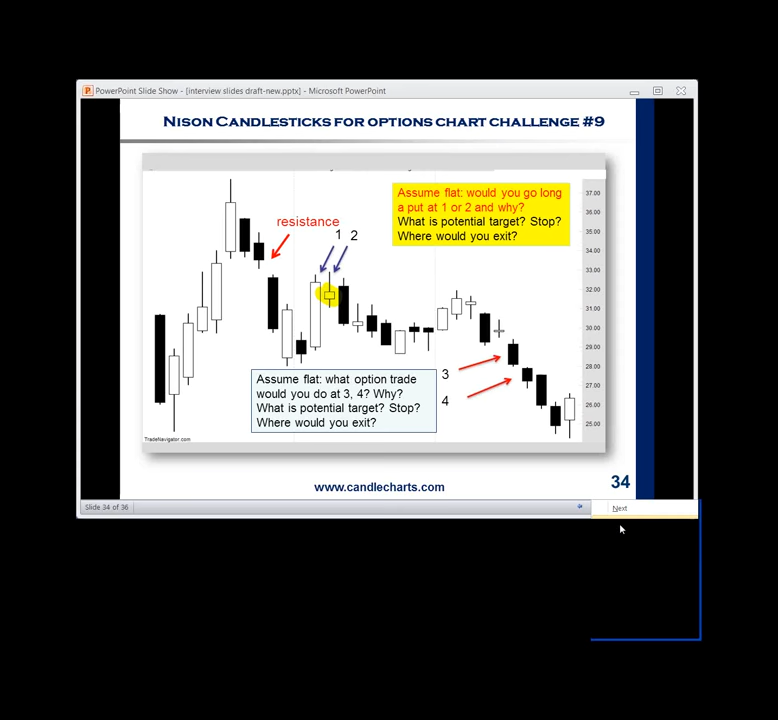 PowerPoint Slide Show - [interview slides draft-new.pptx] - Microsoft PowerPoint
NISON CANDLESTICKS FOR OPTIONS CHART CHALLENGE #9
Assume flat: would you go long
a put at 1 or 2 and why?
What is potential target? Stop?
Where would you exit?
resistance
1 2
37.00
36.00
35.00
34.00
33.00
32.00
31.00
30.00
29.00
28.00
27.00
26.00
25.00
3
4
Assume flat: what option trade
would you do at 3, 4? Why?
What is potential target? Stop?
Where would you exit?
TradeNavigator.com
www.candlecharts.com
34
Slide 34 of 36
Next